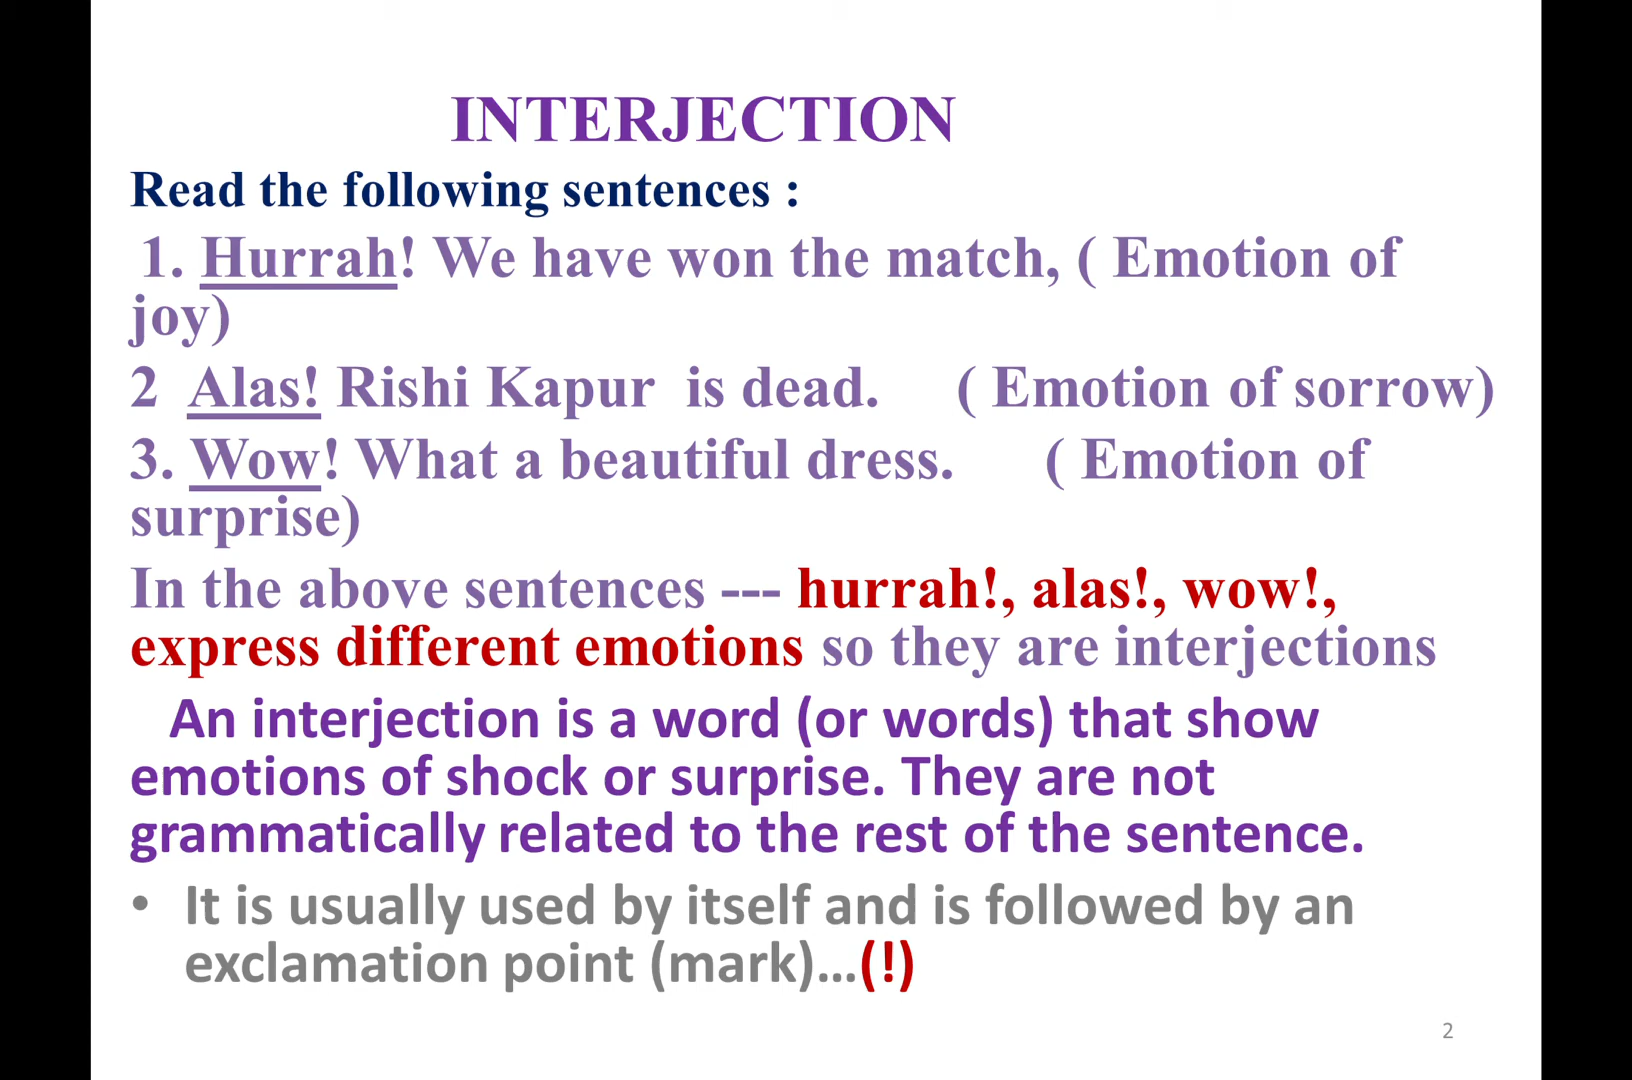 INTERJECTION
Read the following sentences :
1. Hurrah! We have won the match, ( Emotion of
joy)
2 Alas! Rishi Kapur is dead. ( Emotion of sorrow)
3. Wow! What a beautiful dress. ( Emotion of
surprise)
In the above sentences --- hurrah!, alas!, wow!,
express different emotions so they are interjections
An interjection is a word (or words) that show
emotions of shock or surprise. They are not
grammatically related to the rest of the sentence.
• It is usually used by itself and is followed by an
exclamation point (mark)…(!)
2